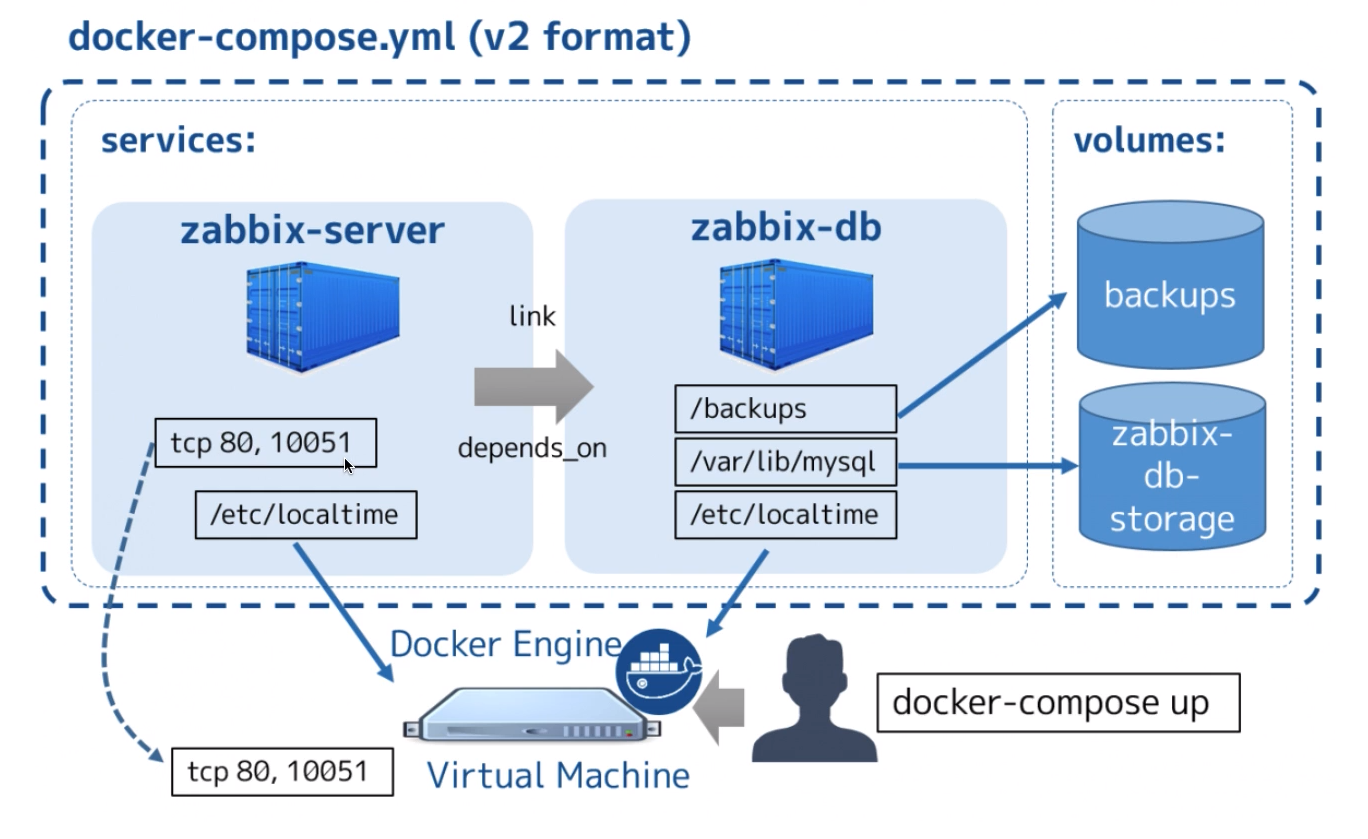 docker-compose.yml (v2 format)
services:
volumes:
zabbix-server
zabbix-db
link
depends_on
tcp 80, 10051
/etc/localtime
/backups
/var/lib/mysql
/etc/localtime
backups
zabbix-
db-
storage
Docker Engine
docker-compose up
Virtual Machine
tcp 80, 10051